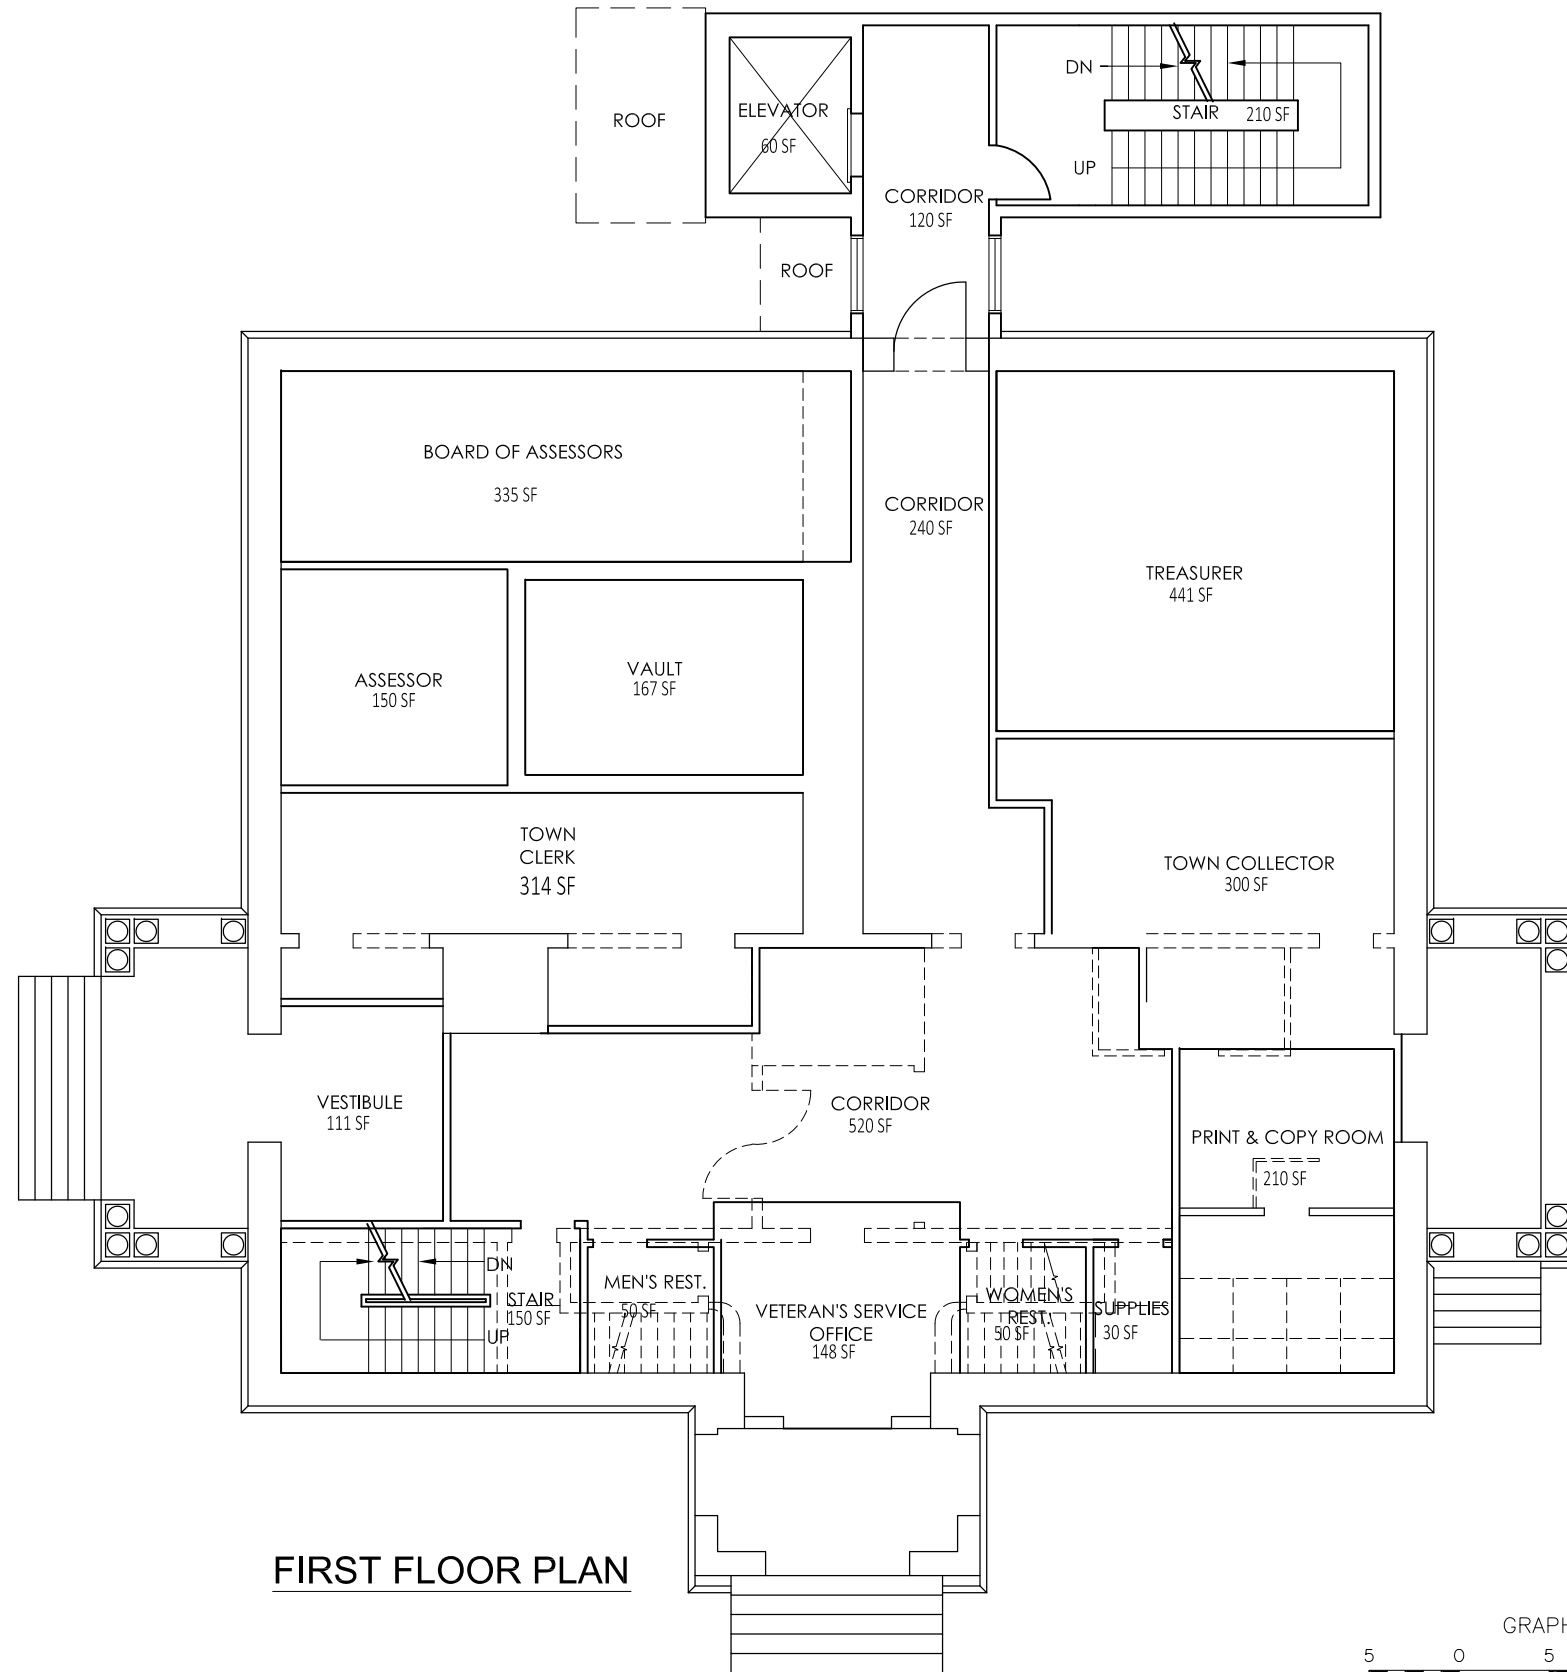 DN
ROOF
ELEVATOR
60 SF
STAIR 210 SF
UP
CORRIDOR
120 SF
ROOF
BOARD OF ASSESSORS
335 SF
CORRIDOR
240 SF
TREASURER
441 SF
ASSESSOR
150 SF
VAULT
167 SF
TOWN
CLERK
314 SF
TOWN COLLECTOR
300 SF
VESTIBULE
111 SF
CORRIDOR
520 SF
PRINT & COPY ROOM
210 SF
DN
STAIR
150 SF
UP
MEN'S REST.
50 SF
VETERAN'S SERVICE
OFFICE
148 SF
WOMEN'S
REST.
50 SF
SUPPLIES
30 SF
FIRST FLOOR PLAN
GRAPH
5 0 5